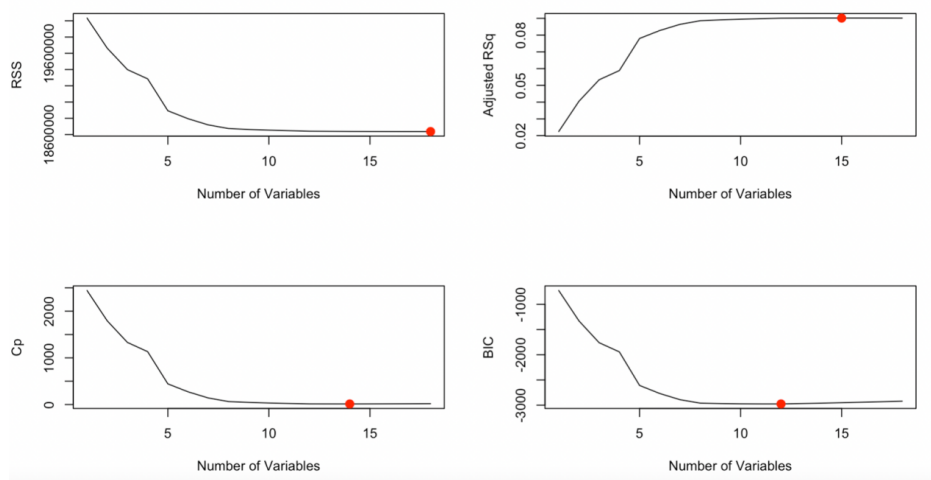 RSS
18600000 19600000
5 10 15
Number of Variables
Adjusted RSq
0.02 0.05 0.08
5 10 15
Number of Variables
Cp
0 1000 2000
5 10 15
Number of Variables
BIC
-3000 -2000 -1000
5 10 15
Number of Variables